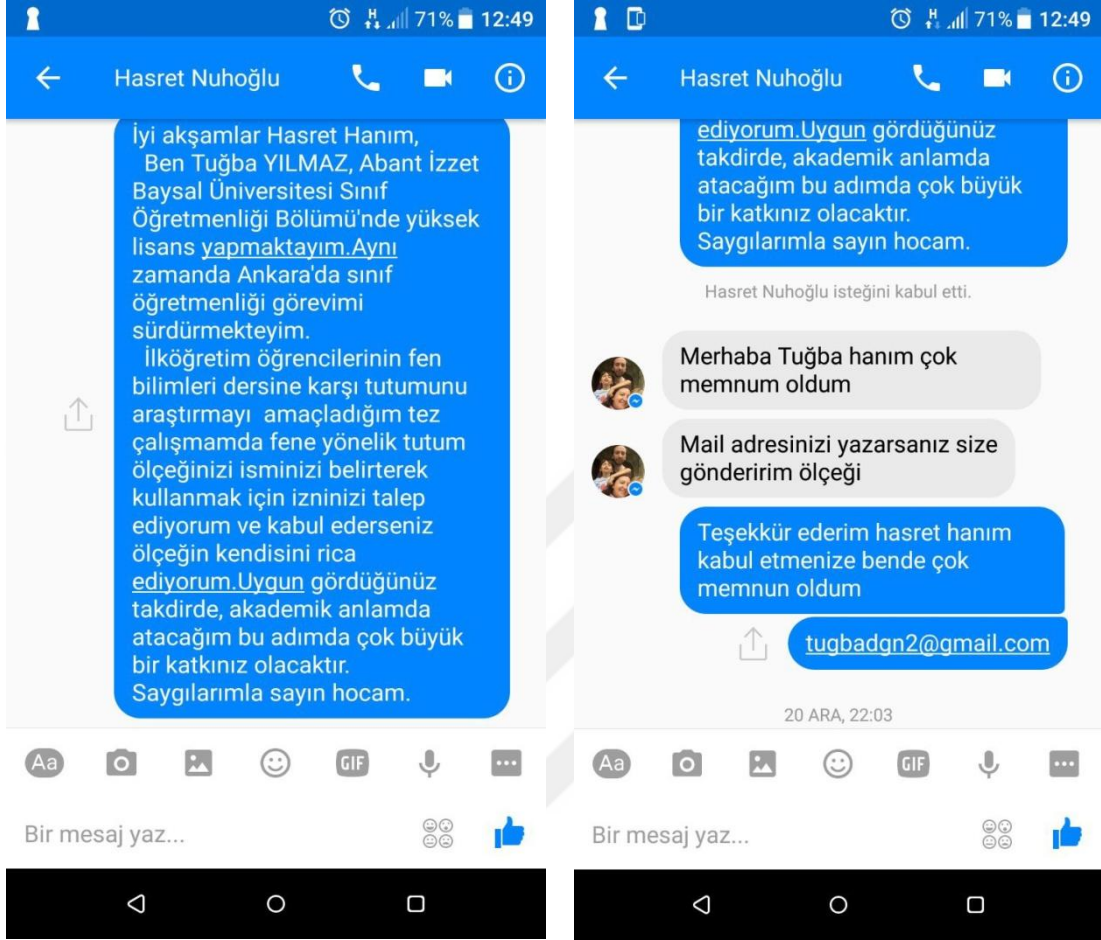 71% 12:49
Hasret Nuhoğlu
İyi akşamlar Hasret Hanım,
Ben Tuğba YILMAZ, Abant İzzet
Baysal Üniversitesi Sınıf
Öğretmenliği Bölümü'nde yüksek
lisans yapmaktayım.Aynı
zamanda Ankara'da sınıf
öğretmenliği görevimi
sürdürmekteyim.
İlköğretim öğrencilerinin fen
bilimleri dersine karşı tutumunu
araştırmayı amaçladığım tez
çalışmamda fene yönelik tutum
ölçeğinizi isminizi belirterek
kullanmak için izninizi talep
ediyorum ve kabul ederseniz
ölçeğin kendisini rica
ediyorum.Uygun gördüğünüz
takdirde, akademik anlamda
atacağım bu adımda çok büyük
bir katkınız olacaktır.
Saygılarımla sayın hocam.
Aa GIF
Bir mesaj yaz...
H 71% 12:49
Hasret Nuhoğlu
ediyorum.Uygun gördüğünüz
takdirde, akademik anlamda
atacağım bu adımda çok büyük
bir katkınız olacaktır.
Saygılarımla sayın hocam.
Hasret Nuhoğlu isteğini kabul etti.
Merhaba Tuğba hanım çok
memnum oldum
Mail adresinizi yazarsanız size
gönderirim ölçeği
Teşekkür ederim hasret hanım
kabul etmenize bende çok
memnun oldum
tugbadgn2@gmail.com
20 ARA, 22:03
Aa GIF
Bir mesaj yaz...